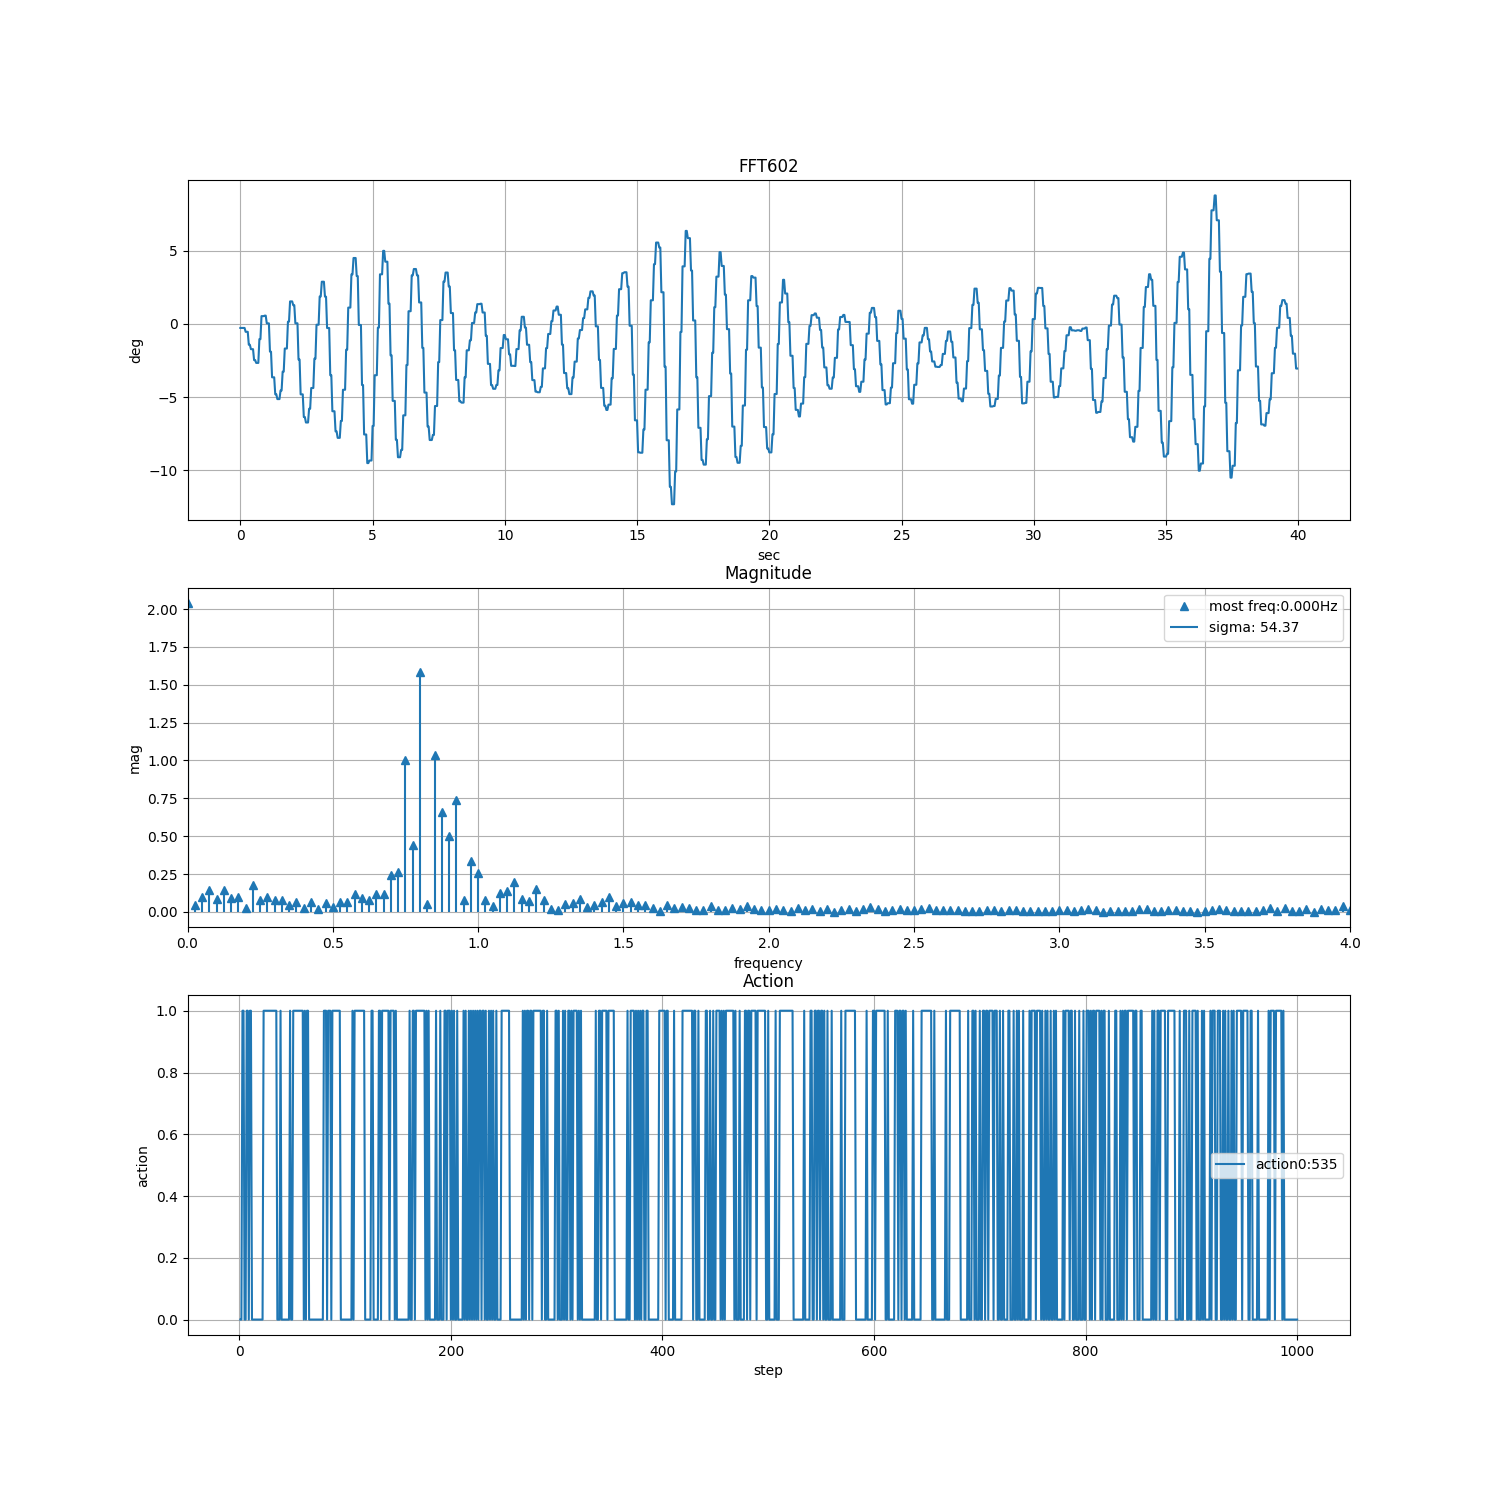 FFT602
5
0
−5
−10
deg
0 5 10 15 20 25 30 35 40
sec
Magnitude
2.00
1.75
1.50
1.25
1.00
0.75
0.50
0.25
0.00
mag
most freq:0.000Hz
sigma: 54.37
0.0 0.5 1.0 1.5 2.0 2.5 3.0 3.5 4.0
frequency
Action
1.0
0.8
0.6
0.4
0.2
0.0
action
action0:535
0 200 400 600 800 1000
step